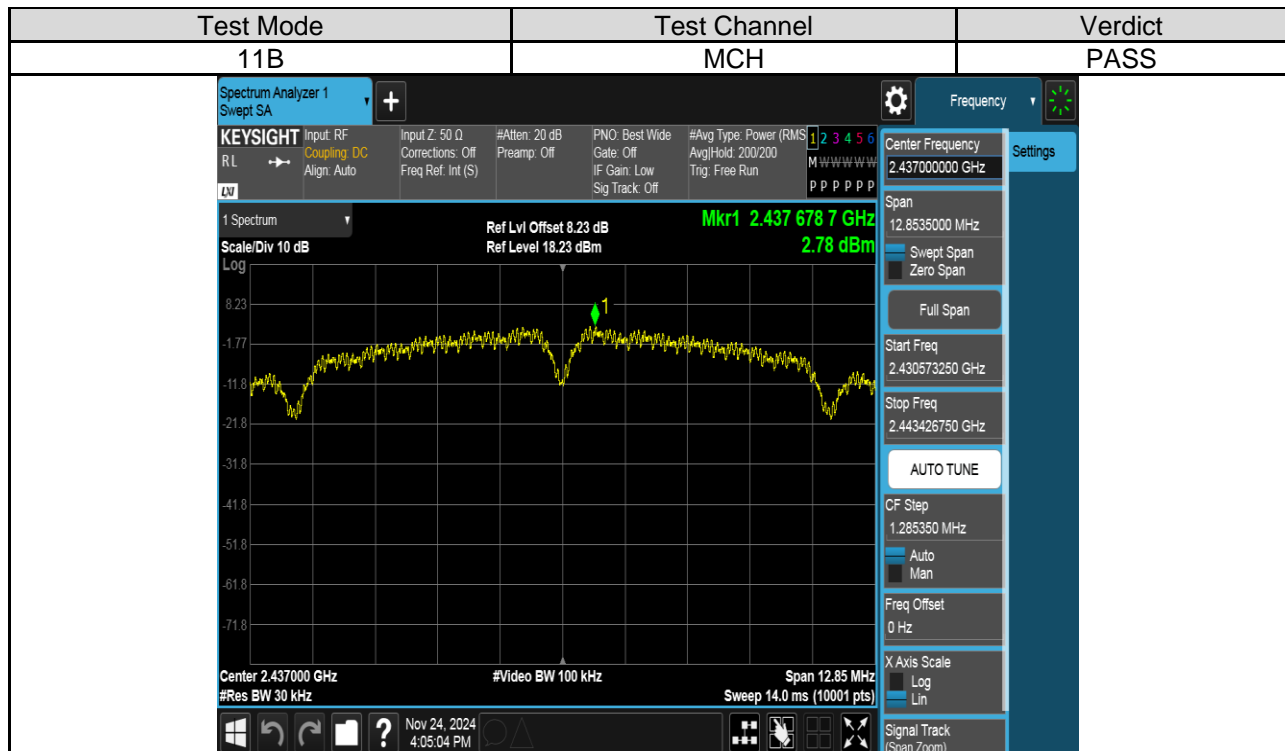 Test Mode Test Channel Verdict
11B MCH PASS
Spectrum Analyzer 1
Swept SA
Frequency
KEYSIGHT
RL
LXI
Input: RF
Coupling: DC
Align: Auto
Input Z: 50 Ω
Corrections: Off
Freq Ref: Int (S)
#Atten: 20 dB
Preamp: Off
PNO: Best Wide
Gate: Off
IF Gain: Low
Sig Track: Off
#Avg Type: Power (RMS
Avg|Hold: 200/200
Trig: Free Run
1 2 3 4 5 6
M W W W W W
P P P P P P
1 Spectrum
Scale/Div 10 dB
Ref Lvl Offset 8.23 dB
Ref Level 18.23 dBm
Mkr1 2.437 678 7 GHz
2.78 dBm
Log
8.23
-1.77
-11.8
-21.8
-31.8
-41.8
-51.8
-61.8
-71.8
1
Center 2.437000 GHz
#Res BW 30 kHz
#Video BW 100 kHz
Span 12.85 MHz
Sweep 14.0 ms (10001 pts)
Nov 24, 2024
4:05:04 PM
Center Frequency
2.437000000 GHz
Settings
Span
12.8535000 MHz
Swept Span
Zero Span
Full Span
Start Freq
2.430573250 GHz
Stop Freq
2.443426750 GHz
AUTO TUNE
CF Step
1.285350 MHz
Auto
Man
Freq Offset
0 Hz
X Axis Scale
Log
Lin
Signal Track
(Span Zoom)